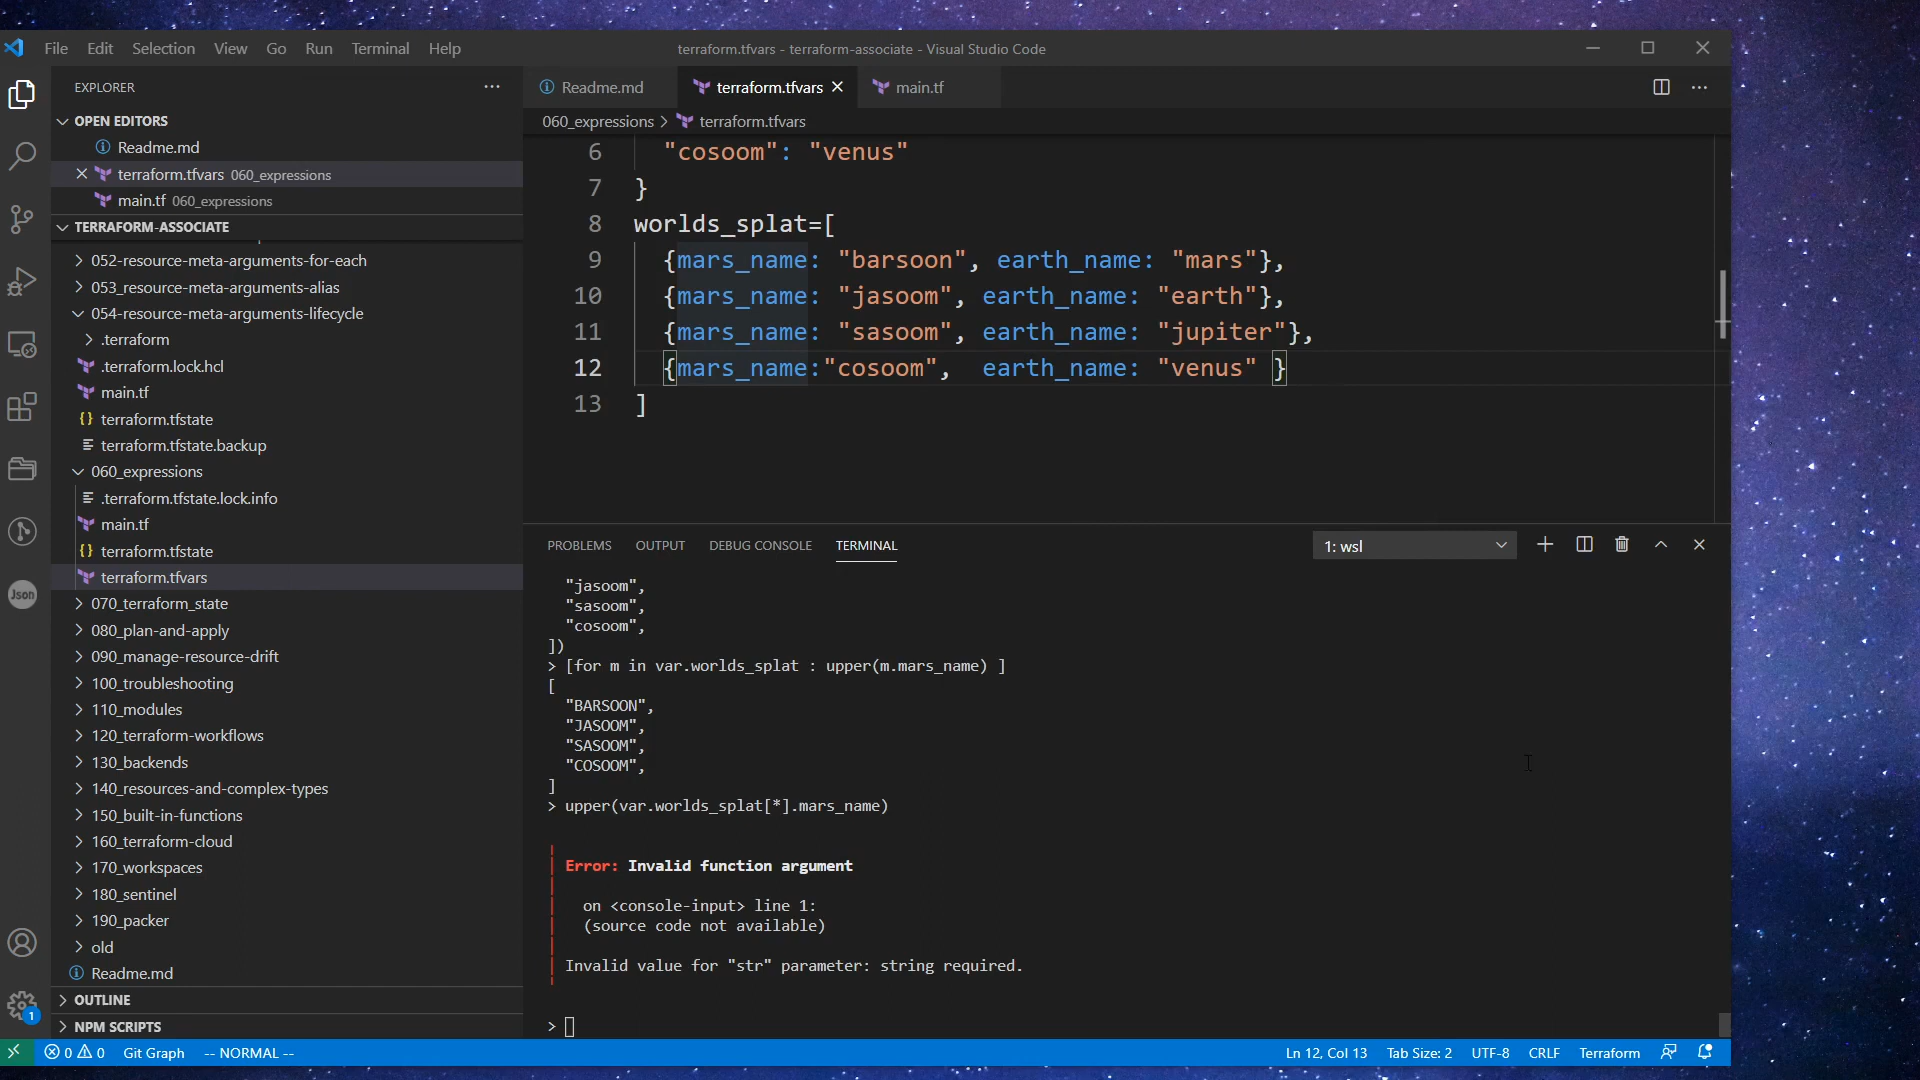 File Edit Selection View Go Run Terminal Help
terraform.tfvars - terraform-associate - Visual Studio Code
EXPLORER
OPEN EDITORS
Readme.md
terraform.tfvars 060_expressions
main.tf 060_expressions
TERRAFORM-ASSOCIATE
052-resource-meta-arguments-for-each
053_resource-meta-arguments-alias
054-resource-meta-arguments-lifecycle
.terraform
.terraform.lock.hcl
main.tf
terraform.tfstate
terraform.tfstate.backup
060_expressions
.terraform.tfstate.lock.info
main.tf
terraform.tfstate
terraform.tfvars
070_terraform_state
080_plan-and-apply
090_manage-resource-drift
100_troubleshooting
110_modules
120_terraform-workflows
130_backends
140_resources-and-complex-types
150_built-in-functions
160_terraform-cloud
170_workspaces
180_sentinel
190_packer
old
Readme.md
OUTLINE
NPM SCRIPTS
Json
1
Readme.md terraform.tfvars main.tf
060_expressions > terraform.tfvars
6 "cosoom": "venus"
7 }
8 worlds_splat=[
9 {mars_name: "barsoon", earth_name: "mars"},
10 {mars_name: "jasoom", earth_name: "earth"},
11 {mars_name: "sasoom", earth_name: "jupiter"},
12 {mars_name:"cosoom", earth_name: "venus" }
13 ]
PROBLEMS OUTPUT DEBUG CONSOLE TERMINAL 1: wsl
"jasoom",
"sasoom",
"cosoom",
])
> [for m in var.worlds_splat : upper(m.mars_name) ]
[
"BARSOON",
"JASOOM",
"SASOOM",
"COSOOM",
]
> upper(var.worlds_splat[*].mars_name)
Error: Invalid function argument
on <console-input> line 1:
(source code not available)
Invalid value for "str" parameter: string required.
>
0 0 Git Graph -- NORMAL -- Ln 12, Col 13 Tab Size: 2 UTF-8 CRLF Terraform